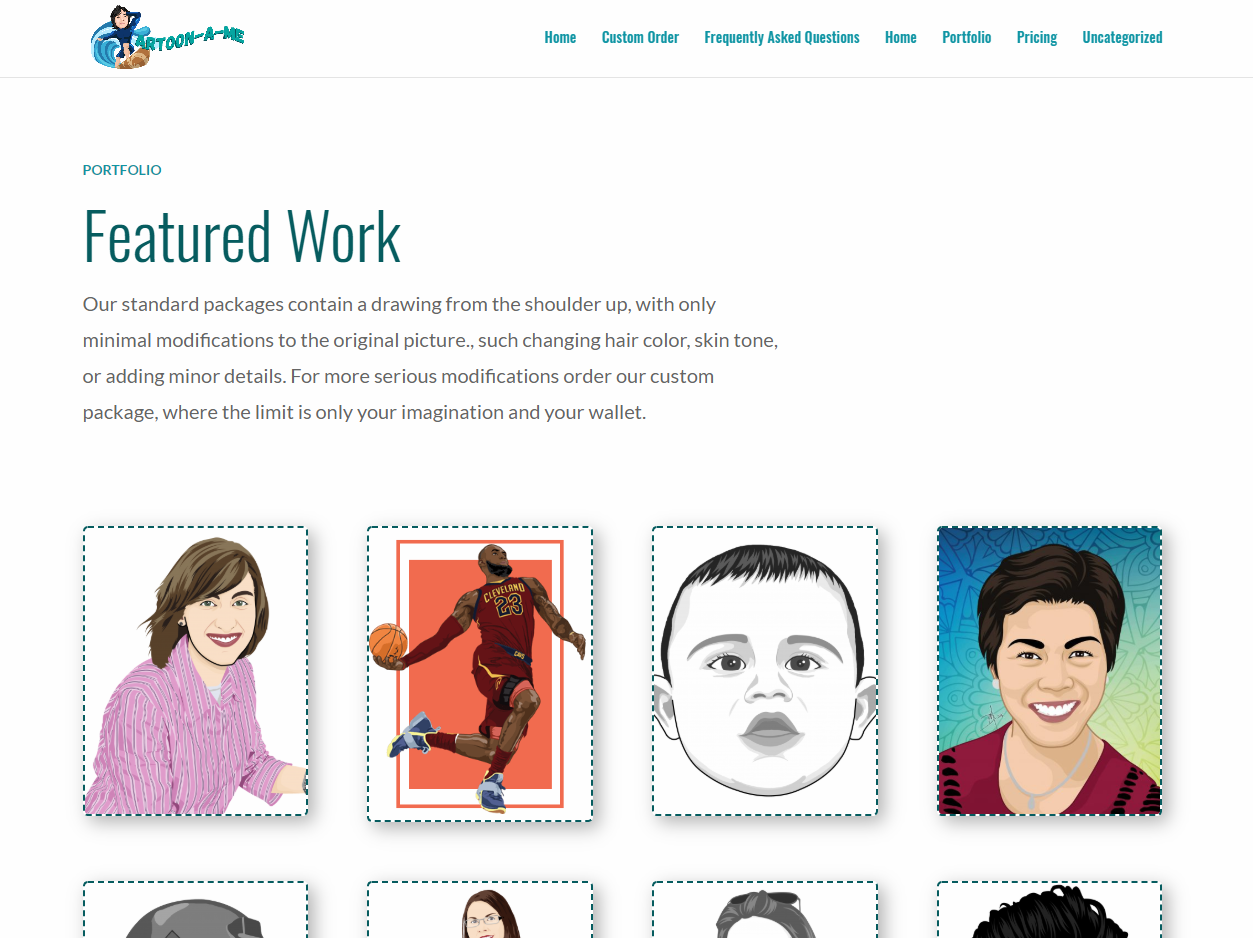 ARTOON-A-ME
Home Custom Order Frequently Asked Questions Home Portfolio Pricing Uncategorized
PORTFOLIO
Featured Work
Our standard packages contain a drawing from the shoulder up, with only
minimal modifications to the original picture., such changing hair color, skin tone,
or adding minor details. For more serious modifications order our custom
package, where the limit is only your imagination and your wallet.
CLEVELAND
23